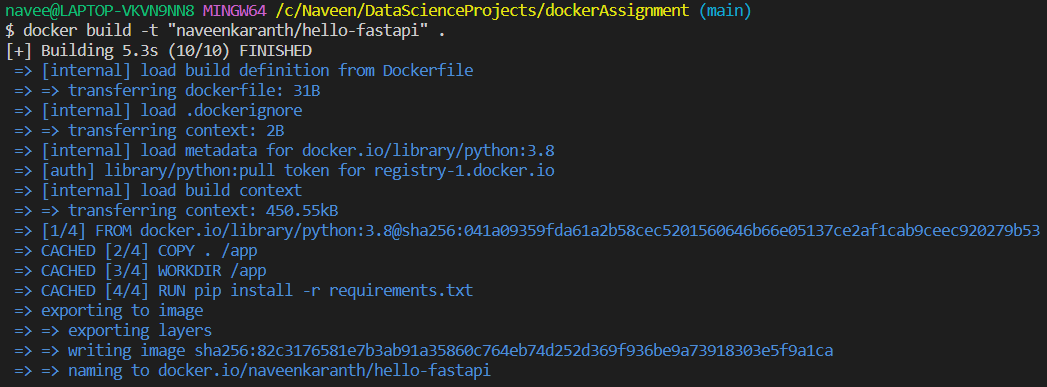 navee@LAPTOP-VKVN9NN8 MINGW64 /c/Naveen/DataScienceProjects/dockerAssignment (main)
$ docker build -t "naveenkaranth/hello-fastapi" .
[+] Building 5.3s (10/10) FINISHED
=> [internal] load build definition from Dockerfile
=> => transferring dockerfile: 31B
=> [internal] load .dockerignore
=> => transferring context: 2B
=> [internal] load metadata for docker.io/library/python:3.8
=> [auth] library/python:pull token for registry-1.docker.io
=> [internal] load build context
=> => transferring context: 450.55kB
=> [1/4] FROM docker.io/library/python:3.8@sha256:041a09359fda61a2b58cec5201560646b66e05137ce2af1cab9ceec920279b53
=> CACHED [2/4] COPY . /app
=> CACHED [3/4] WORKDIR /app
=> CACHED [4/4] RUN pip install -r requirements.txt
=> exporting to image
=> => exporting layers
=> => writing image sha256:82c3176581e7b3ab91a35860c764eb74d252d369f936be9a73918303e5f9a1ca
=> => naming to docker.io/naveenkaranth/hello-fastapi